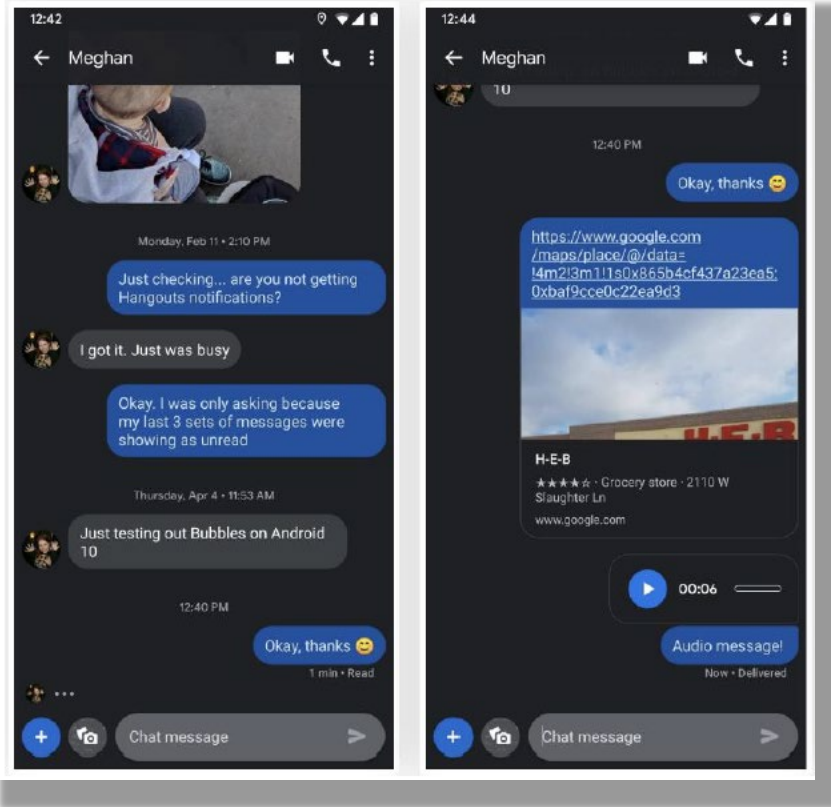 12:42
Meghan
Monday, Feb 11 • 2:10 PM
Just checking... are you not getting
Hangouts notifications?
I got it. Just was busy
Okay. I was only asking because
my last 3 sets of messages were
showing as unread
Thursday, Apr 4 • 11:53 AM
Just testing out Bubbles on Android
10
12:40 PM
Okay, thanks 😊
1 min • Read
Chat message
12:44
Meghan
10
12:40 PM
Okay, thanks 😊
https://www.google.com
/maps/place/@/data=
!4m2!3m1!1s0x865b4cf437a23ea5:
0xbaf9cce0c22ea9d3
H-E-B
H-E-B
★★★★☆ · Grocery store · 2110 W
Slaughter Ln
www.google.com
00:06
Audio message!
Now • Delivered
Chat message